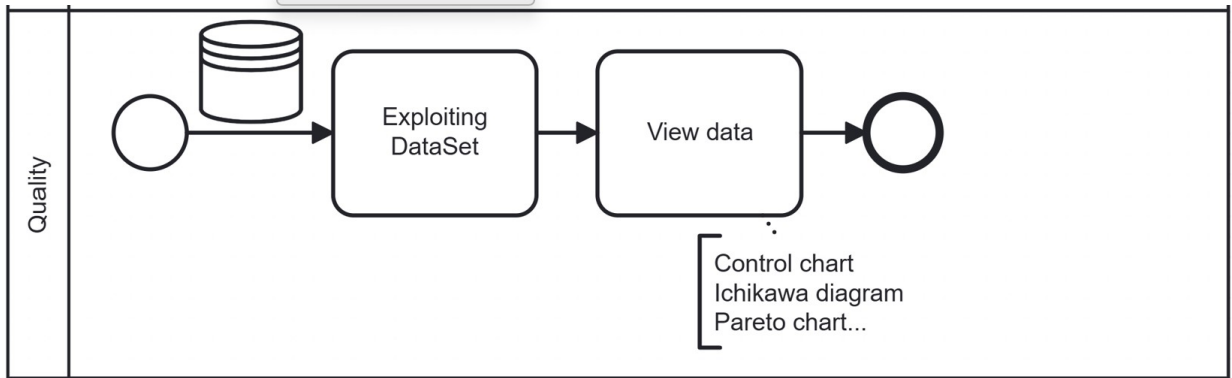 Quality
Exploiting
DataSet
View data
Control chart
Ichikawa diagram
Pareto chart...